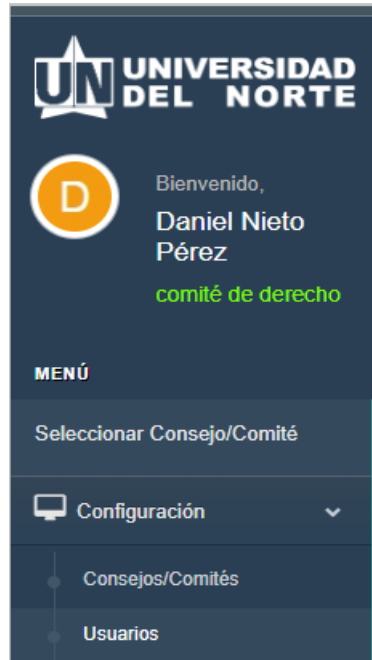 UN UNIVERSIDAD
DEL NORTE
D
Bienvenido,
Daniel Nieto
Pérez
comité de derecho
MENÚ
Seleccionar Consejo/Comité
Configuración
Consejos/Comités
Usuarios